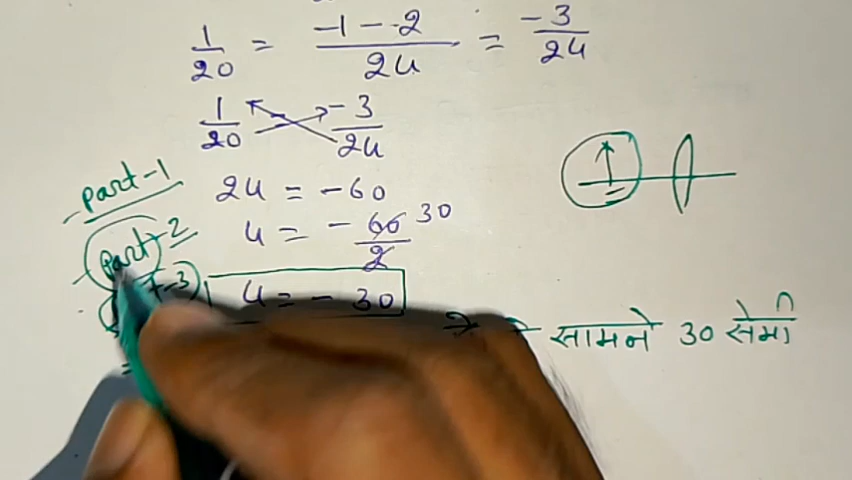 1/20 = (-1 - -2)/2u = -3/2u
1/20 = -3/2u
2u = -60
u = -60/2 30
u = - 30
part-1
part-2
-3
सामने 30 सेमी